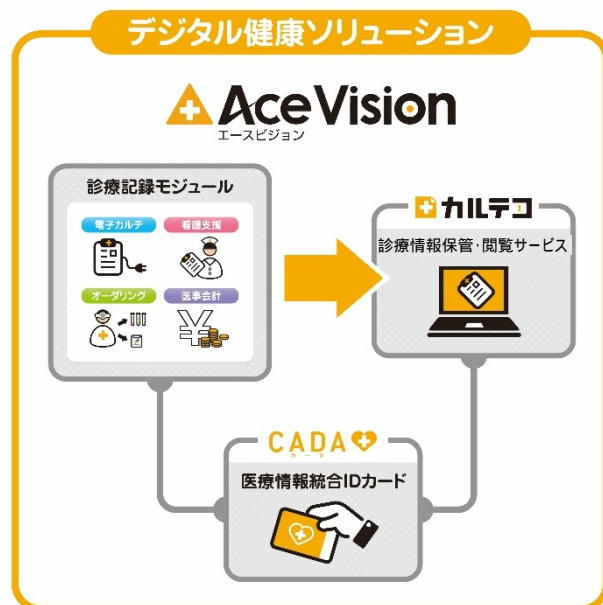 デジタル健康ソリューション
AceVision
エースビジョン
診療記録モジュール
電子カルテ
看護支援
オーダリング
医事会計
カルテコ
診療情報保管・閲覧サービス
CADA
カード
医療情報統合IDカード